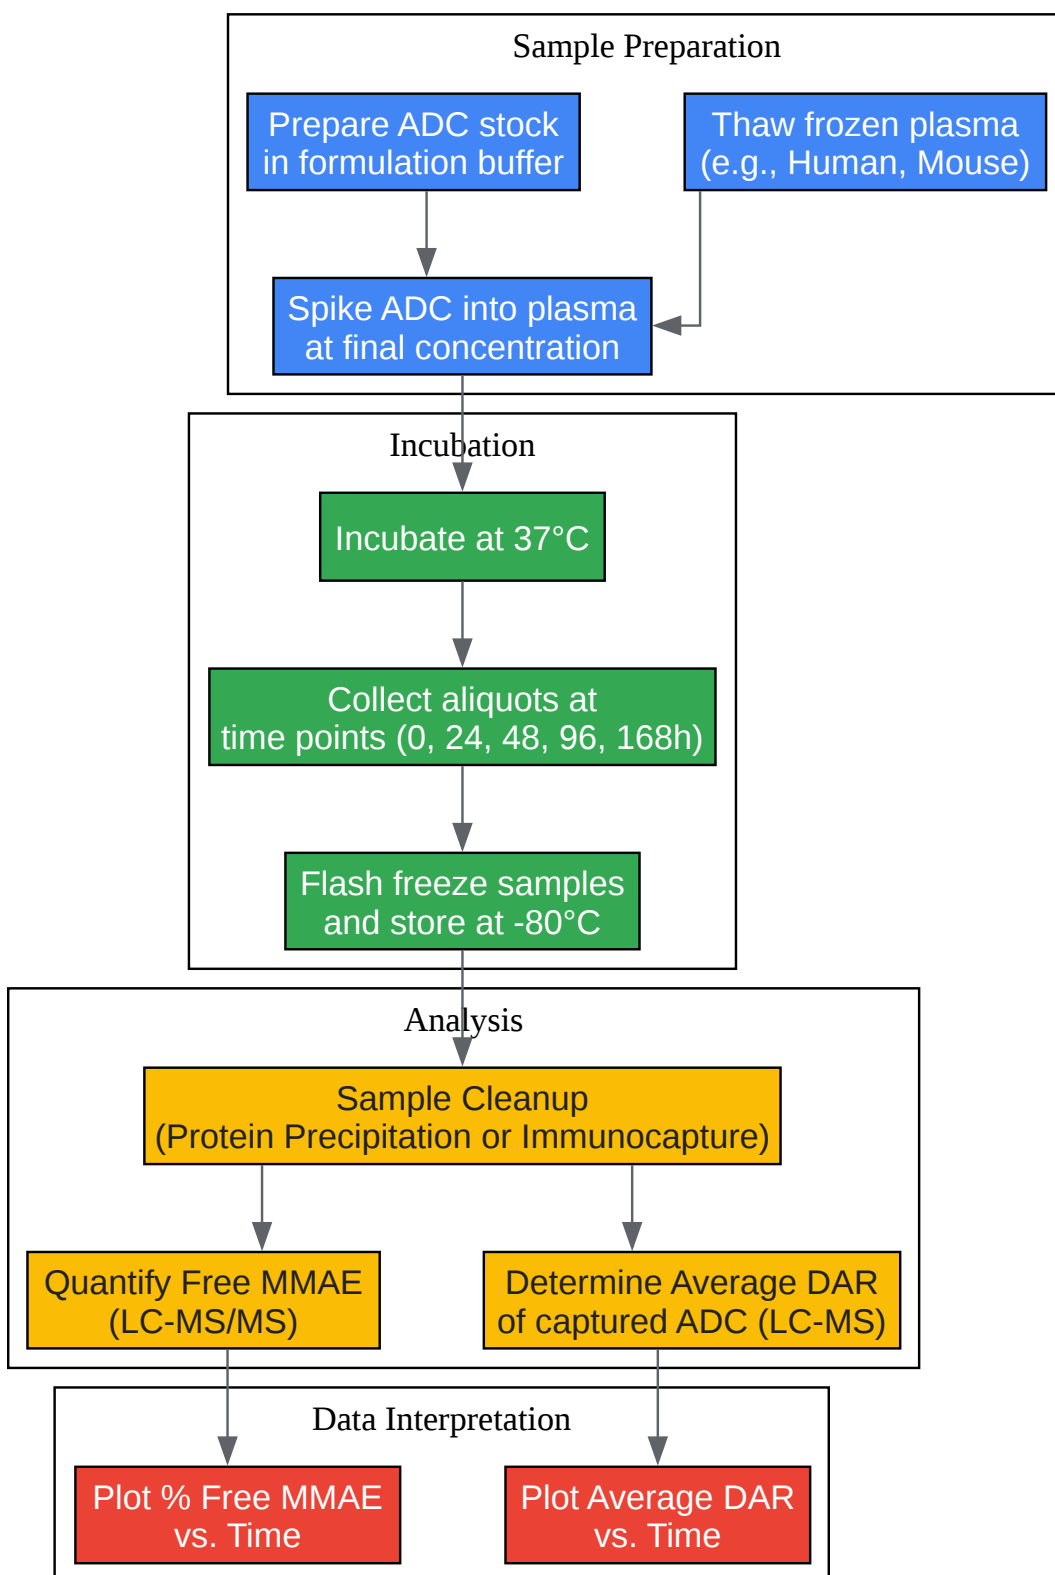 Sample Preparation
Prepare ADC stock
in formulation buffer
Thaw frozen plasma
(e.g., Human, Mouse)
Spike ADC into plasma
at final concentration
Incubation
Incubate at 37°C
Collect aliquots at
time points (0, 24, 48, 96, 168h)
Flash freeze samples
and store at -80°C
Analysis
Sample Cleanup
(Protein Precipitation or Immunocapture)
Quantify Free MMAE
(LC-MS/MS)
Determine Average DAR
of captured ADC (LC-MS)
Data Interpretation
Plot % Free MMAE
vs. Time
Plot Average DAR
vs. Time